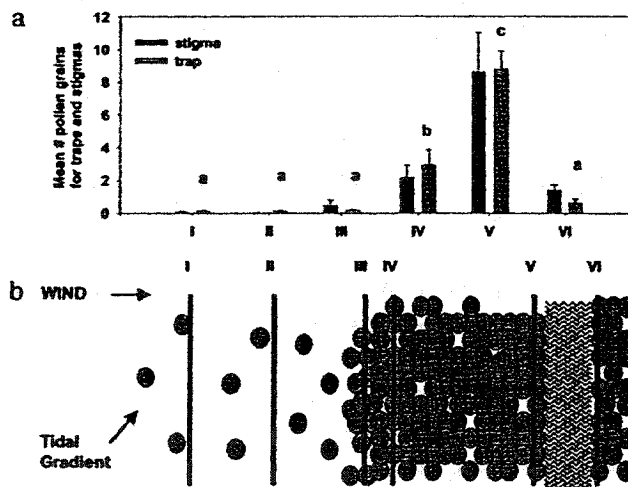 a
12
10
8
6
4
2
0
Mean # pollen grains
for traps and stigmas
stigma
trap
a a a b c a
I II III IV V VI
I II III IV V VI
b WIND
Tidal
Gradient